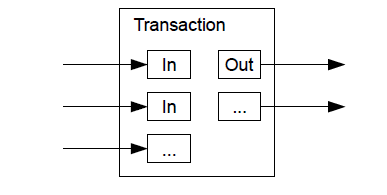 Transaction
In Out
In ...
...